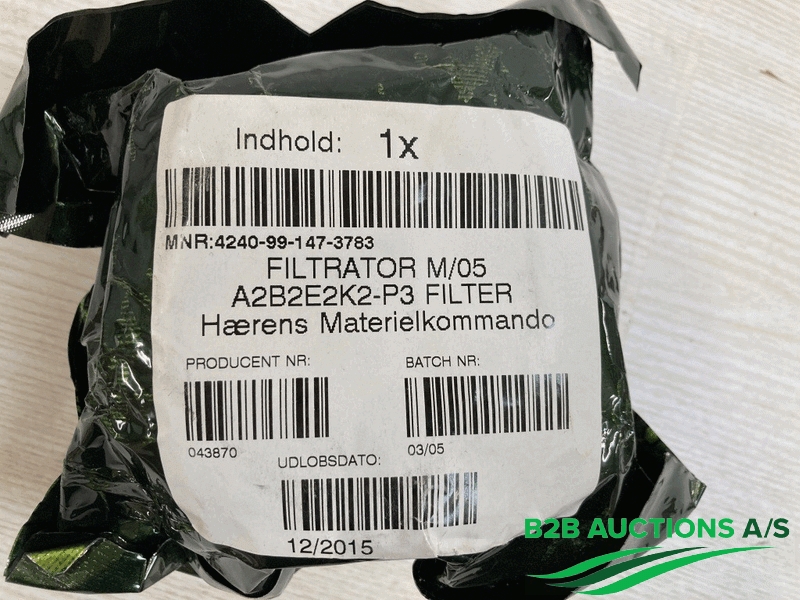 Indhold: 1x
MNR:4240-99-147-3783
FILTRATOR M/05
A2B2E2K2-P3 FILTER
Hærens Materielkommando
PRODUCENT NR: BATCH NR:
043870 03/05
UDLOBSDATO:
12/2015
B2B AUCTIONS A/S